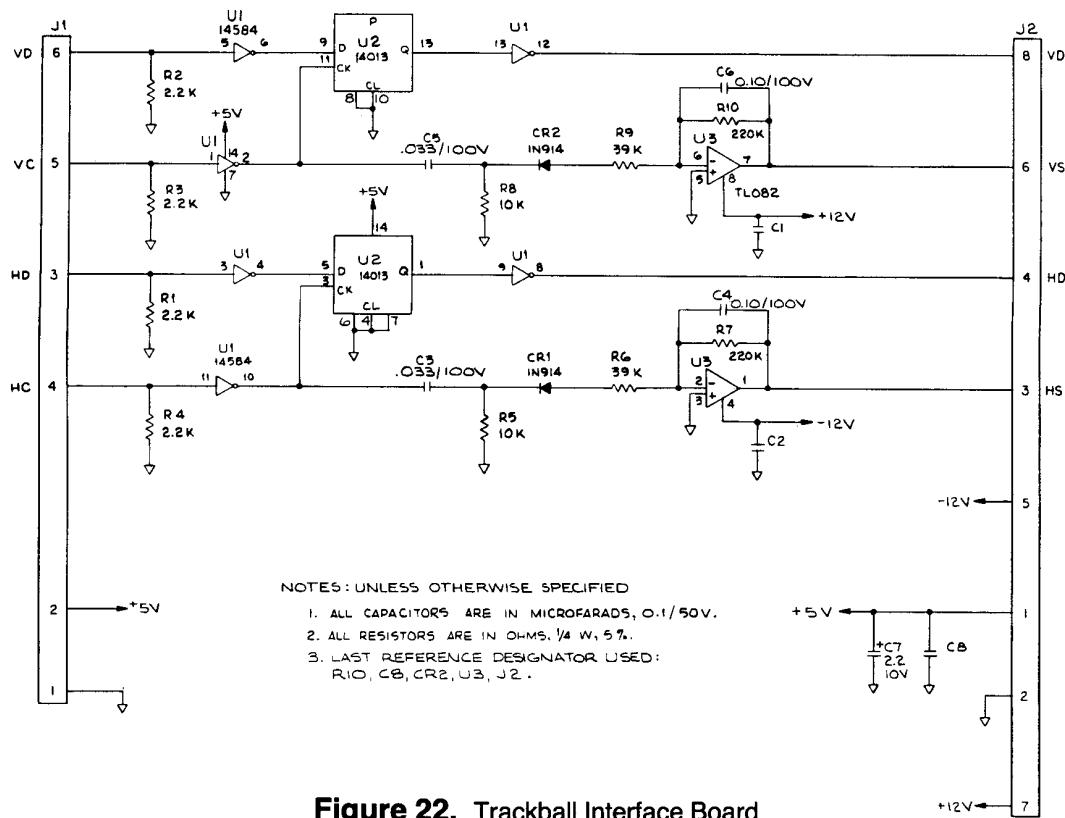 J1
U1
14584
P
U2
14013
U1
J2
VD 6
5 6
9 D Q 13
13 12
8 VD
11 CK
CL
8 10
R2
2.2K
+5V
U1
C6
0.10/100V
R10
220K
VC 5
1 14 2
7
C5
.033/100V
CR2
1N914
R9
39K
U3
6 -
5 +
7
8
TL082
6 VS
R3
2.2K
R8
10K
+5V
14
C1
+12V
HD 3
U1
3 4
U2
14013
5 D Q 1
3 CK
CL
6 4 7
U1
9 8
4 HD
R1
2.2K
C4
0.10/100V
R7
220K
HC 4
U1
14584
11 10
C3
.033/100V
CR1
1N914
R6
39K
U3
2 -
3 +
1
4
3 HS
R4
2.2K
R5
10K
C2
-12V
-12V 5
NOTES: UNLESS OTHERWISE SPECIFIED
1. ALL CAPACITORS ARE IN MICROFARADS, 0.1/50V.
2. ALL RESISTORS ARE IN OHMS, 1/4 W, 5%.
3. LAST REFERENCE DESIGNATOR USED:
R10, C8, CR2, U3, J2.
2 +5V
+5V 1
+C7
2.2
10V
C8
1
2
+12V 7
Figure 22. Trackball Interface Board